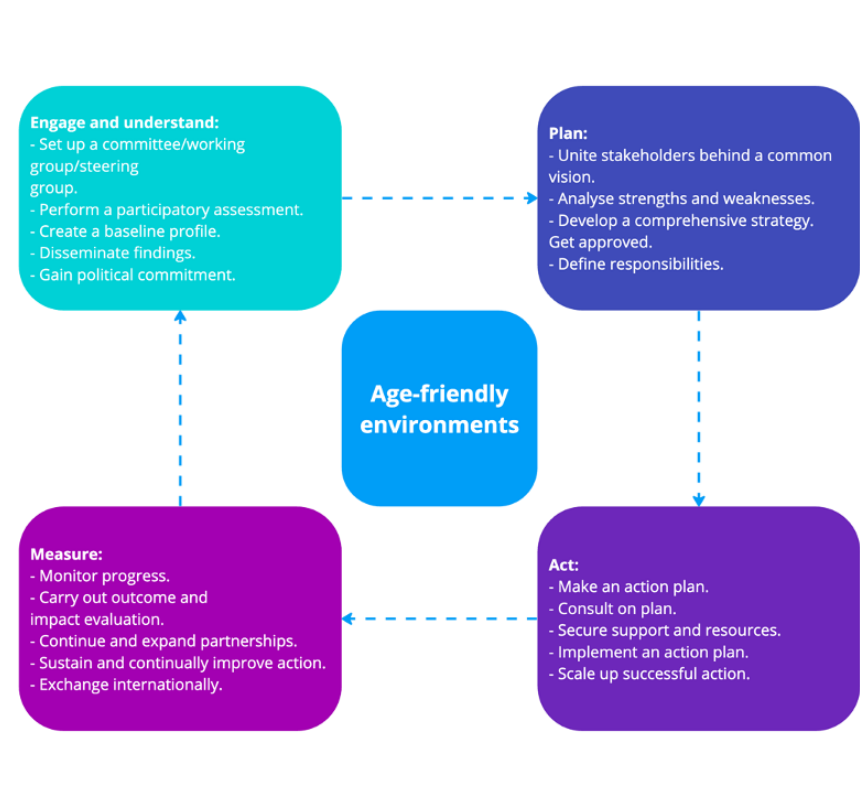 Engage and understand:
- Set up a committee/working
group/steering
group.
- Perform a participatory assessment.
- Create a baseline profile.
- Disseminate findings.
- Gain political commitment.
Plan:
- Unite stakeholders behind a common
vision.
- Analyse strengths and weaknesses.
- Develop a comprehensive strategy.
Get approved.
- Define responsibilities.
Age-friendly
environments
Measure:
- Monitor progress.
- Carry out outcome and
impact evaluation.
- Continue and expand partnerships.
- Sustain and continually improve action.
- Exchange internationally.
Act:
- Make an action plan.
- Consult on plan.
- Secure support and resources.
- Implement an action plan.
- Scale up successful action.